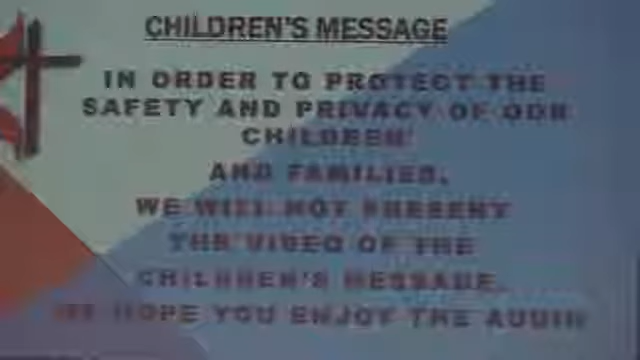 CHILDREN'S MESSAGE
IN ORDER TO PROTECT THE
SAFETY AND PRIVACY OF OUR
CHILDREN
AND FAMILIES,
WE WILL NOT PRESENT
THE VIDEO OF THE
CHILDREN'S MESSAGE.
WE HOPE YOU ENJOY THE AUDIO